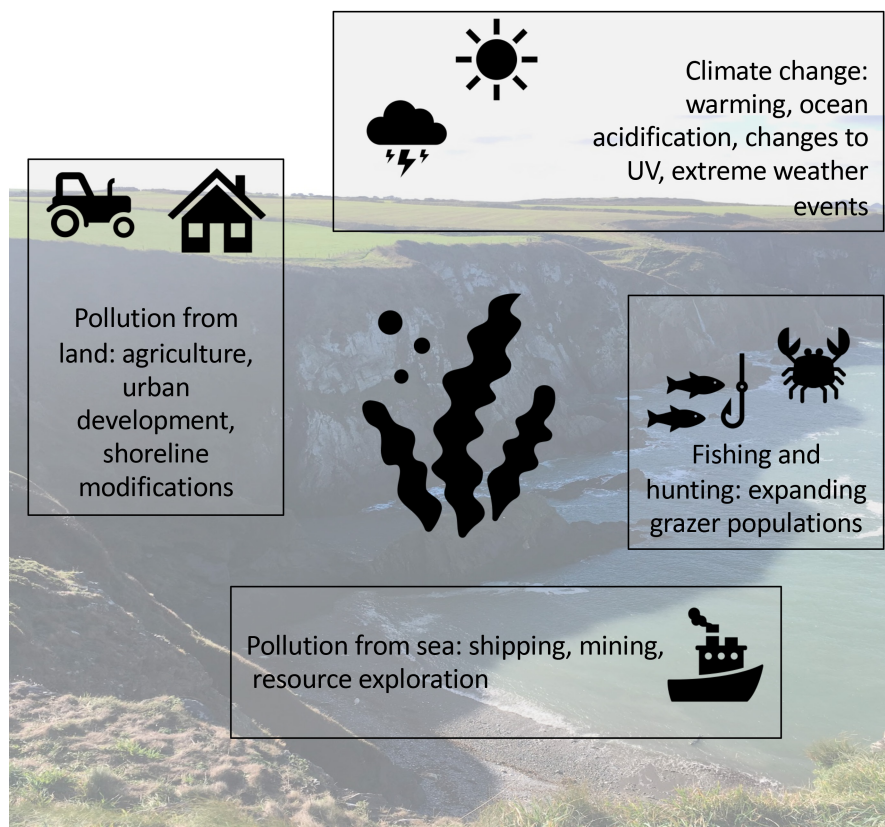 Climate change:
warming, ocean
acidification, changes to
UV, extreme weather
events
Pollution from
land: agriculture,
urban
development,
shoreline
modifications
Fishing and
hunting: expanding
grazer populations
Pollution from sea: shipping, mining,
resource exploration